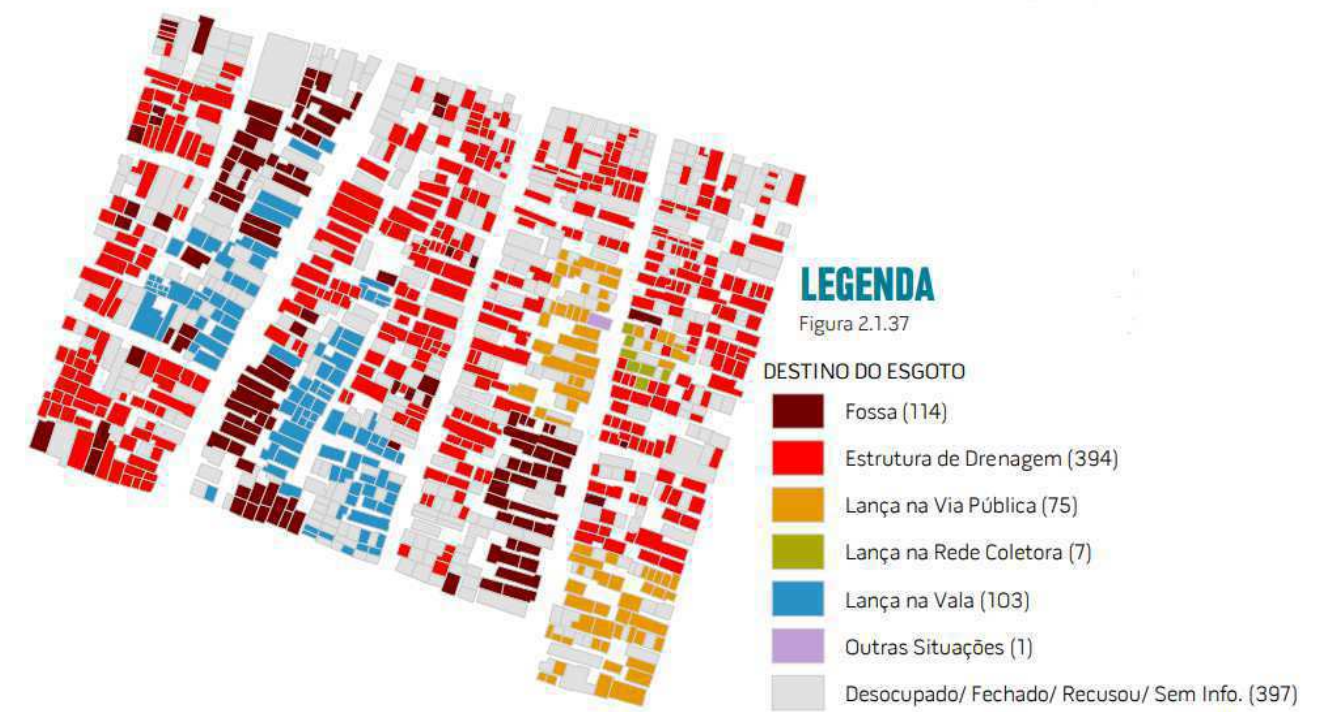 LEGENDA
Figura 2.1.37
DESTINO DO ESGOTO
Fossa (114)
Estrutura de Drenagem (394)
Lança na Via Pública (75)
Lança na Rede Coletora (7)
Lança na Vala (103)
Outras Situações (1)
Desocupado/ Fechado/ Recusou/ Sem Info. (397)